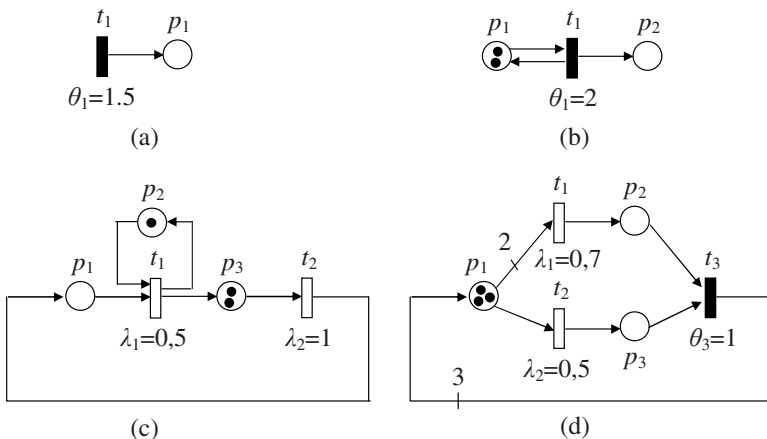 t₁ p₁
θ₁=1.5
(a)
p₁ t₁ p₂
θ₁=2
(b)
p₂
p₁ t₁ p₃ t₂
λ₁=0,5 λ₂=1
(c)
t₁ p₂
2
p₁ λ₁=0,7 t₃
t₂
θ₃=1
λ₂=0,5 p₃
3
(d)